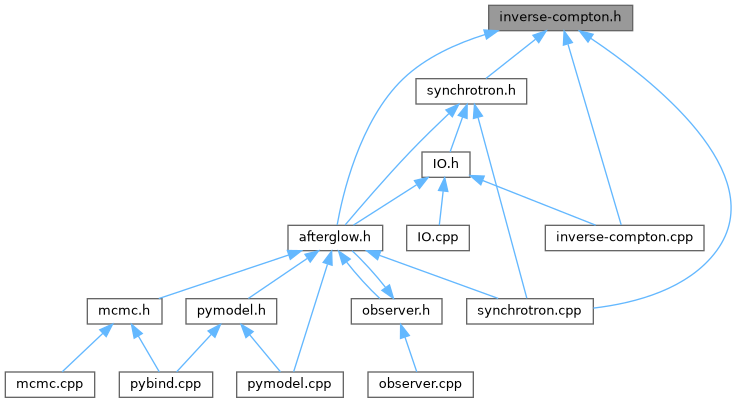 inverse-compton.h
synchrotron.h
IO.h
afterglow.h
IO.cpp
inverse-compton.cpp
mcmc.h
pymodel.h
observer.h
synchrotron.cpp
mcmc.cpp
pybind.cpp
pymodel.cpp
observer.cpp